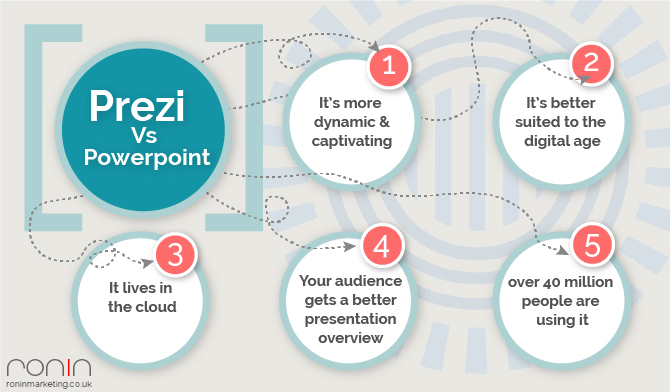 Prezi
Vs
Powerpoint
1
It's more
dynamic &
captivating
2
It's better
suited to the
digital age
3
It lives in
the cloud
4
Your audience
gets a better
presentation
overview
5
over 40 million
people are
using it
ronin
roninmarketing.co.uk